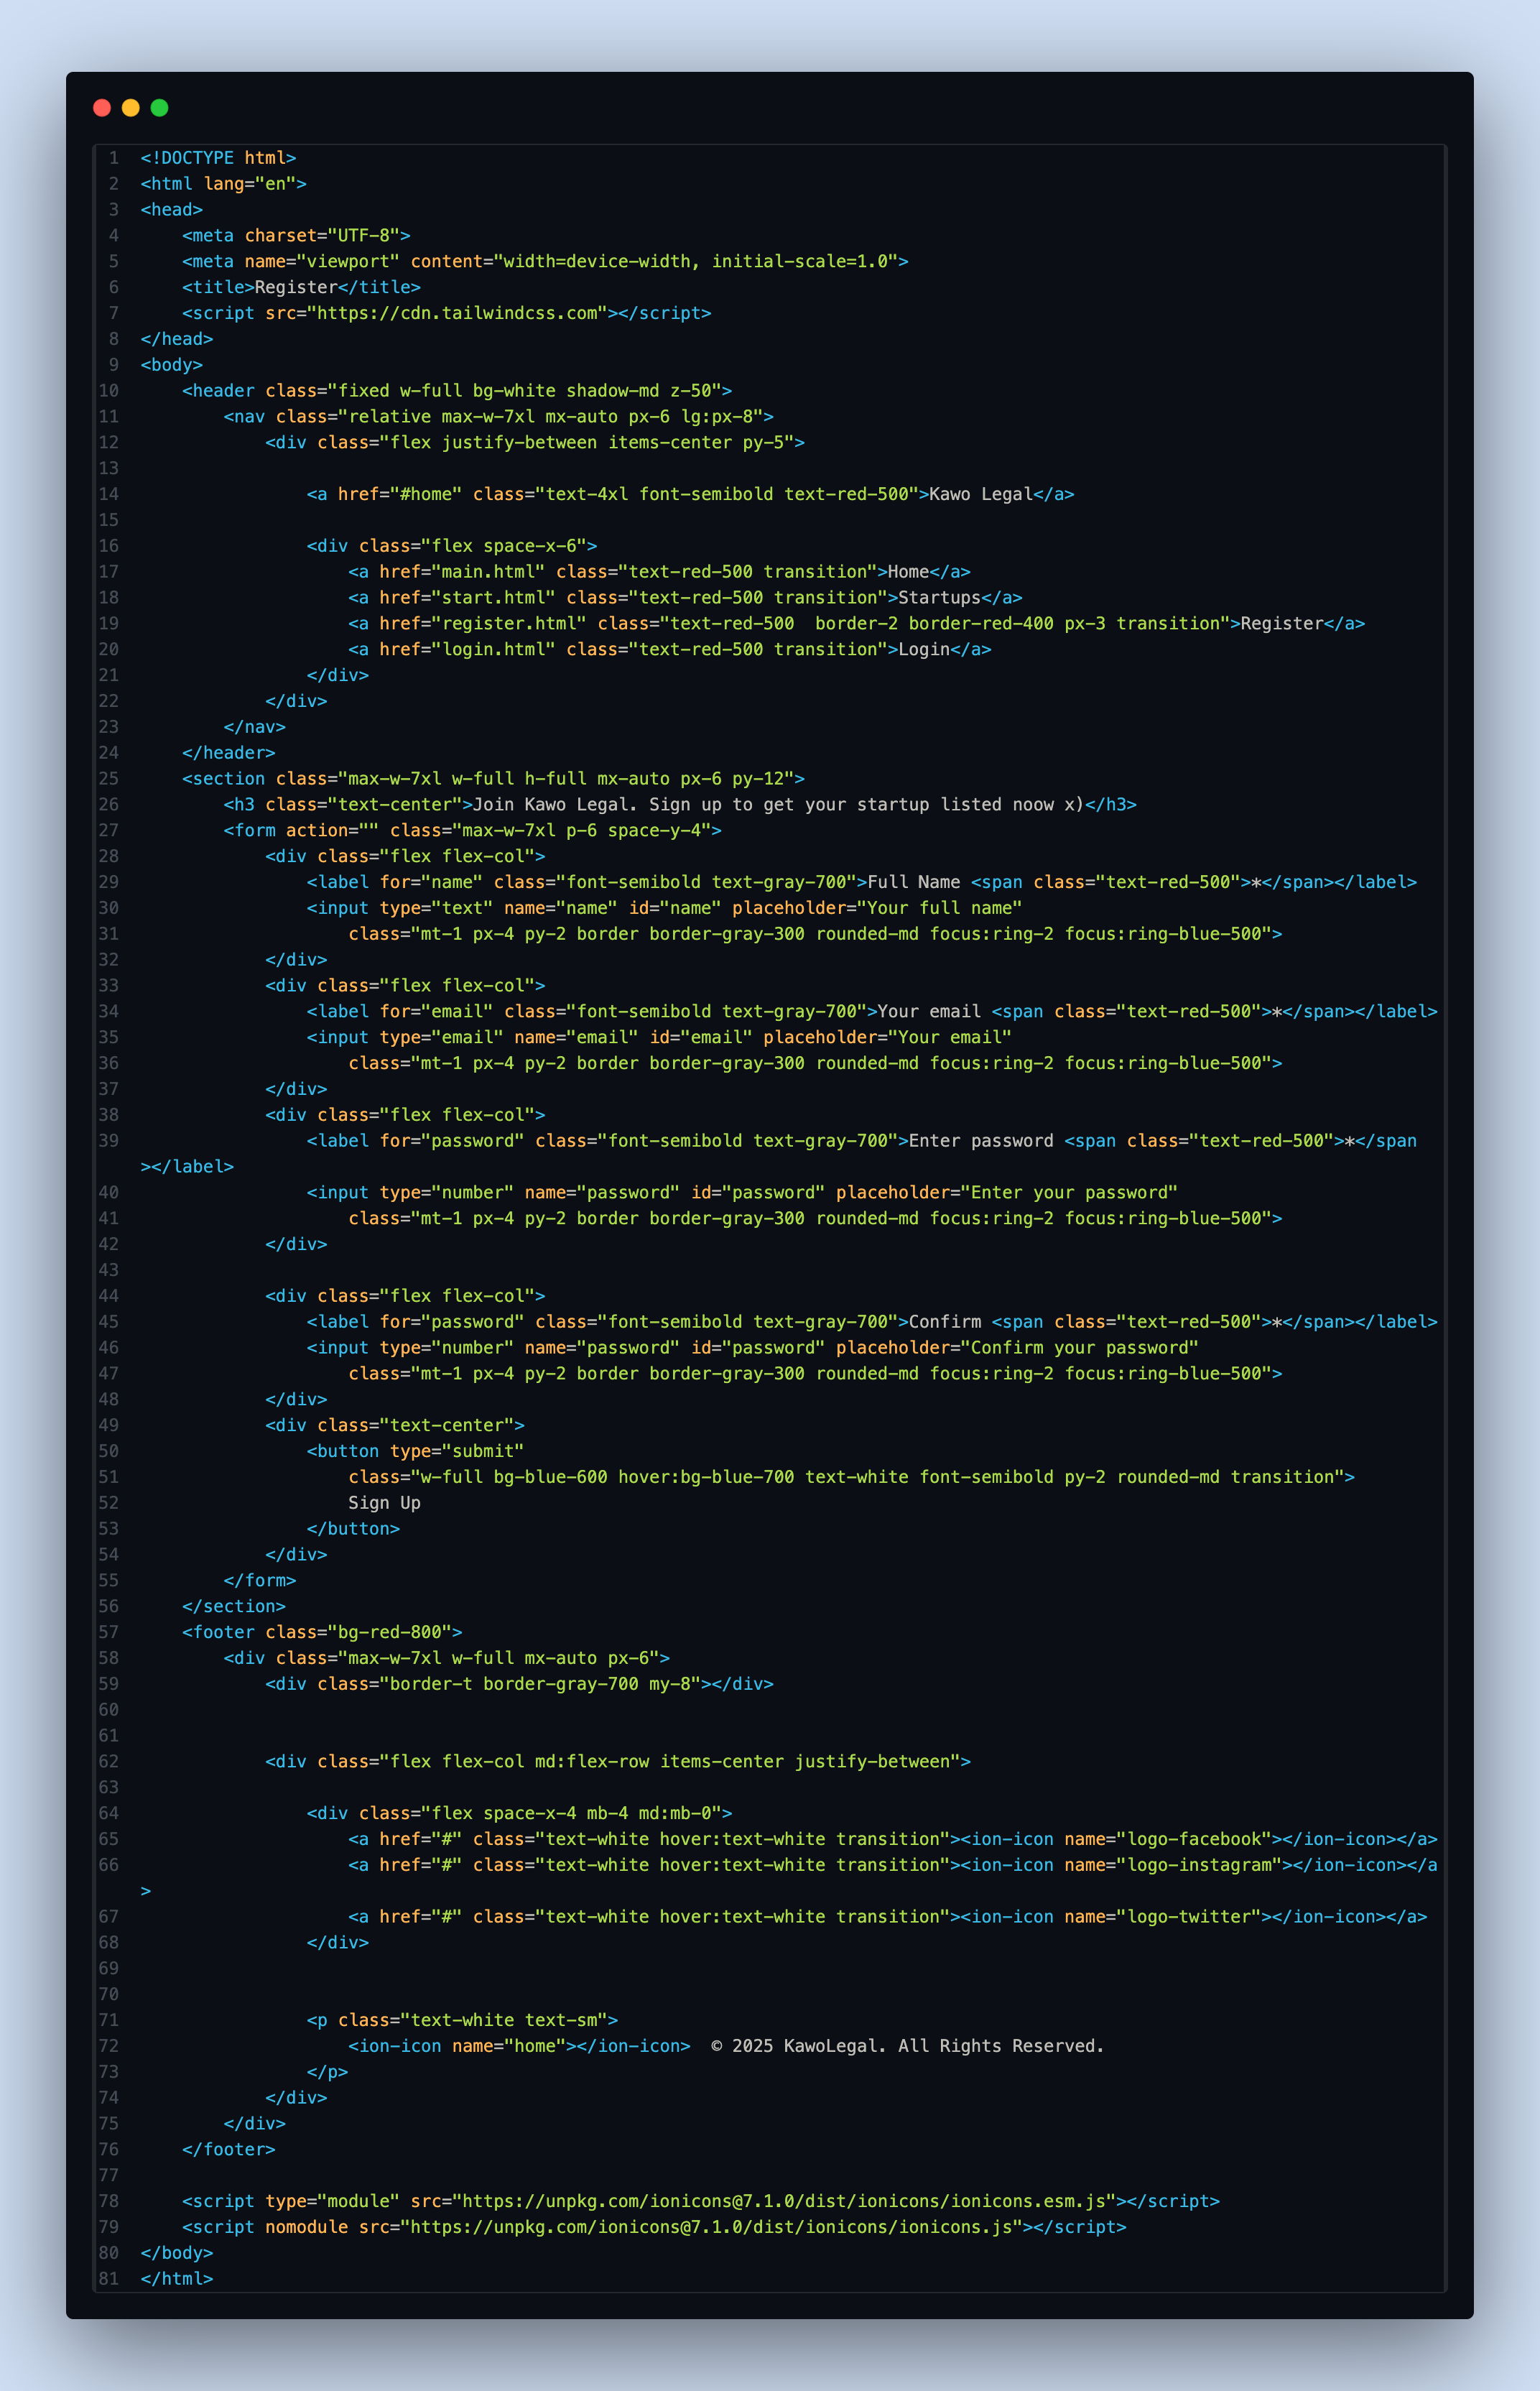 1 <!DOCTYPE html>
2 <html lang="en">
3 <head>
4     <meta charset="UTF-8">
5     <meta name="viewport" content="width=device-width, initial-scale=1.0">
6     <title>Register</title>
7     <script src="https://cdn.tailwindcss.com"></script>
8 </head>
9 <body>
10     <header class="fixed w-full bg-white shadow-md z-50">
11         <nav class="relative max-w-7xl mx-auto px-6 lg:px-8">
12             <div class="flex justify-between items-center py-5">
13
14                 <a href="#home" class="text-4xl font-semibold text-red-500">Kawo Legal</a>
15
16                 <div class="flex space-x-6">
17                     <a href="main.html" class="text-red-500 transition">Home</a>
18                     <a href="start.html" class="text-red-500 transition">Startups</a>
19                     <a href="register.html" class="text-red-500  border-2 border-red-400 px-3 transition">Register</a>
20                     <a href="login.html" class="text-red-500 transition">Login</a>
21                 </div>
22             </div>
23         </nav>
24     </header>
25     <section class="max-w-7xl w-full h-full mx-auto px-6 py-12">
26         <h3 class="text-center">Join Kawo Legal. Sign up to get your startup listed noow x)</h3>
27         <form action="" class="max-w-7xl p-6 space-y-4">
28             <div class="flex flex-col">
29                 <label for="name" class="font-semibold text-gray-700">Full Name <span class="text-red-500">*</span></label>
30                 <input type="text" name="name" id="name" placeholder="Your full name"
31                     class="mt-1 px-4 py-2 border border-gray-300 rounded-md focus:ring-2 focus:ring-blue-500">
32             </div>
33             <div class="flex flex-col">
34                 <label for="email" class="font-semibold text-gray-700">Your email <span class="text-red-500">*</span></label>
35                 <input type="email" name="email" id="email" placeholder="Your email"
36                     class="mt-1 px-4 py-2 border border-gray-300 rounded-md focus:ring-2 focus:ring-blue-500">
37             </div>
38             <div class="flex flex-col">
39                 <label for="password" class="font-semibold text-gray-700">Enter password <span class="text-red-500">*</span
></label>
40                 <input type="number" name="password" id="password" placeholder="Enter your password"
41                     class="mt-1 px-4 py-2 border border-gray-300 rounded-md focus:ring-2 focus:ring-blue-500">
42             </div>
43
44             <div class="flex flex-col">
45                 <label for="password" class="font-semibold text-gray-700">Confirm <span class="text-red-500">*</span></label>
46                 <input type="number" name="password" id="password" placeholder="Confirm your password"
47                     class="mt-1 px-4 py-2 border border-gray-300 rounded-md focus:ring-2 focus:ring-blue-500">
48             </div>
49             <div class="text-center">
50                 <button type="submit"
51                     class="w-full bg-blue-600 hover:bg-blue-700 text-white font-semibold py-2 rounded-md transition">
52                     Sign Up
53                 </button>
54             </div>
55         </form>
56     </section>
57     <footer class="bg-red-800">
58         <div class="max-w-7xl w-full mx-auto px-6">
59             <div class="border-t border-gray-700 my-8"></div>
60
61
62             <div class="flex flex-col md:flex-row items-center justify-between">
63
64                 <div class="flex space-x-4 mb-4 md:mb-0">
65                     <a href="#" class="text-white hover:text-white transition"><ion-icon name="logo-facebook"></ion-icon></a>
66                     <a href="#" class="text-white hover:text-white transition"><ion-icon name="logo-instagram"></ion-icon></a
>
67                     <a href="#" class="text-white hover:text-white transition"><ion-icon name="logo-twitter"></ion-icon></a>
68                 </div>
69
70
71                 <p class="text-white text-sm">
72                     <ion-icon name="home"></ion-icon>  © 2025 KawoLegal. All Rights Reserved.
73                 </p>
74             </div>
75         </div>
76     </footer>
77
78     <script type="module" src="https://unpkg.com/ionicons@7.1.0/dist/ionicons/ionicons.esm.js"></script>
79     <script nomodule src="https://unpkg.com/ionicons@7.1.0/dist/ionicons/ionicons.js"></script>
80 </body>
81 </html>